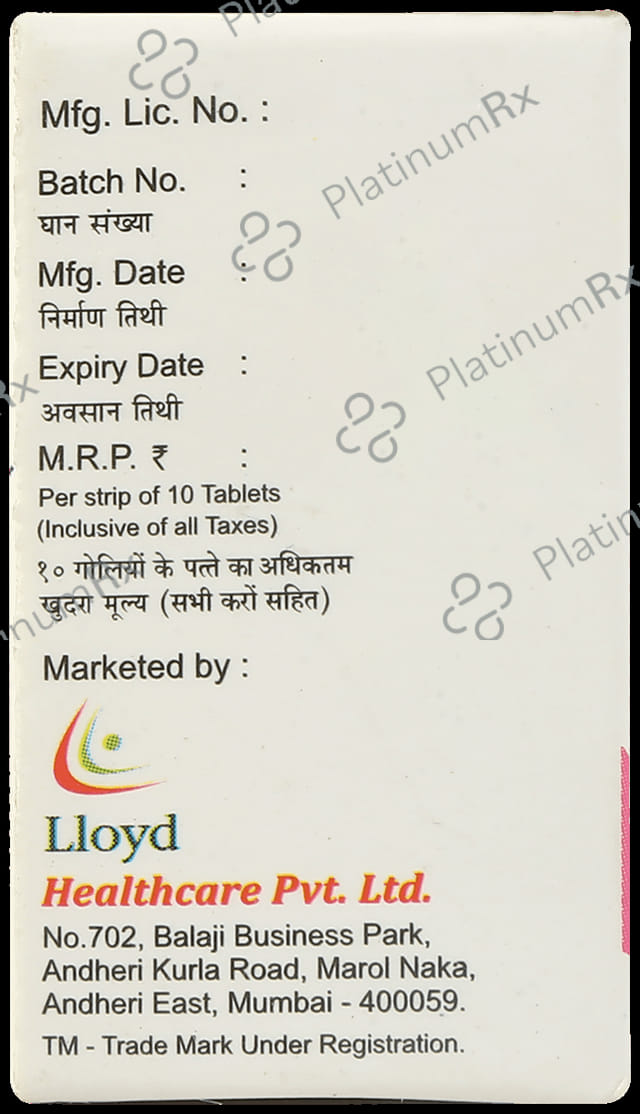 Mfg. Lic. No. :
Batch No. :
घान संख्या
Mfg. Date :
निर्माण तिथी
Expiry Date :
अवसान तिथी
M.R.P. ₹ :
Per strip of 10 Tablets
(Inclusive of all Taxes)
१० गोलियों के पत्ते का अधिकतम
खुदरा मूल्य (सभी करों सहित)
Marketed by :
Lloyd
Healthcare Pvt. Ltd.
No.702, Balaji Business Park,
Andheri Kurla Road, Marol Naka,
Andheri East, Mumbai - 400059.
TM - Trade Mark Under Registration.
PlatinumRx
PlatinumRx